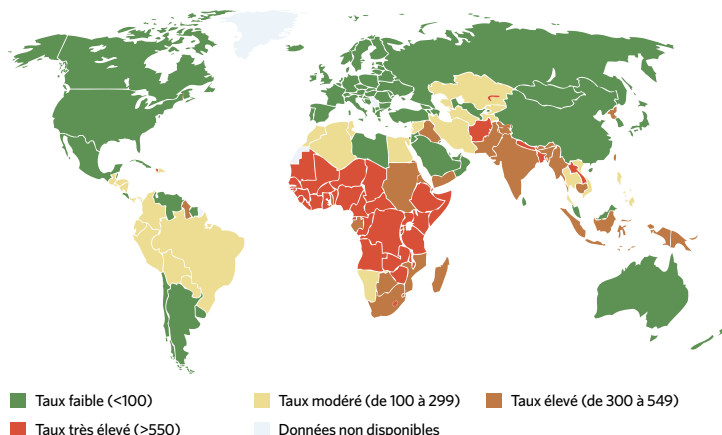 Taux faible (<100)
Taux modéré (de 100 à 299)
Taux élevé (de 300 à 549)
Taux très élevé (>550)
Données non disponibles